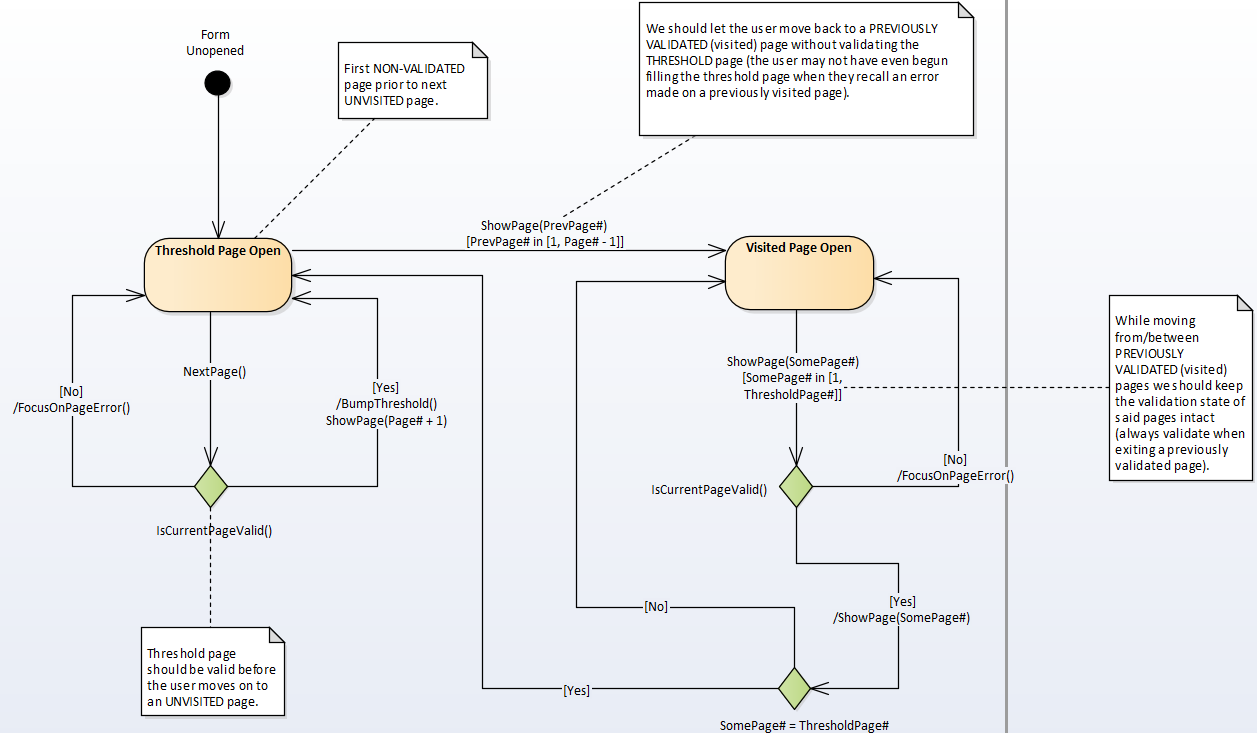 Form
Unopened
First NON-VALIDATED
page prior to next
UNVISITED page.
We should let the user move back to a PREVIOUSLY
VALIDATED (visited) page without validating the
THRESHOLD page (the user may not have even begun
filling the threshold page when they recall an error
made on a previously visited page).
ShowPage(PrevPage#)
[PrevPage# in [1, Page# - 1]]
Threshold Page Open
Visited Page Open
NextPage()
[No]
/FocusOnPageError()
[Yes]
/BumpThreshold()
ShowPage(Page# + 1)
IsCurrentPageValid()
Threshold page
should be valid before
the user moves on to
an UNVISITED page.
ShowPage(SomePage#)
[SomePage# in [1,
ThresholdPage#]]
While moving
from/between
PREVIOUSLY
VALIDATED (visited)
pages we should keep
the validation state of
said pages intact
(always validate when
exiting a previously
validated page).
IsCurrentPageValid()
[No]
/FocusOnPageError()
[Yes]
/ShowPage(SomePage#)
[No]
[Yes]
SomePage# = ThresholdPage#